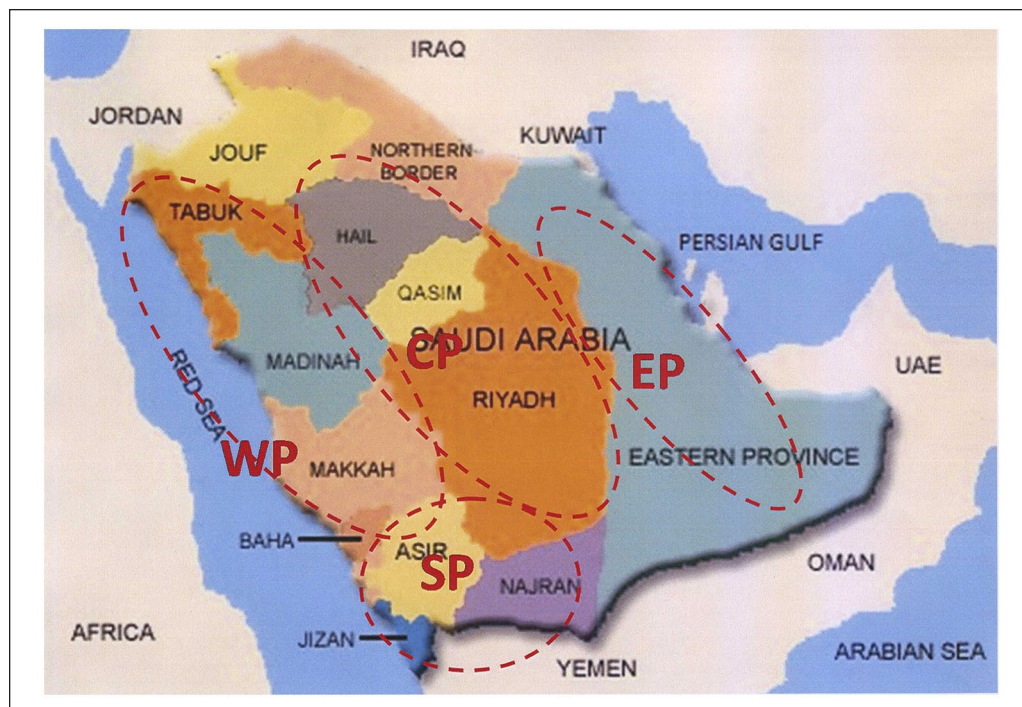 IRAQ
JORDAN
KUWAIT
JOUF
NORTHERN
BORDER
TABUK
HAIL
PERSIAN GULF
QASIM
SAUDI ARABIA
CP
MADINAH
EP
UAE
RED SEA
RIYADH
WP
MAKKAH
EASTERN PROVINCE
BAHA
ASIR
SP
NAJRAN
OMAN
AFRICA
JIZAN
YEMEN
ARABIAN SEA